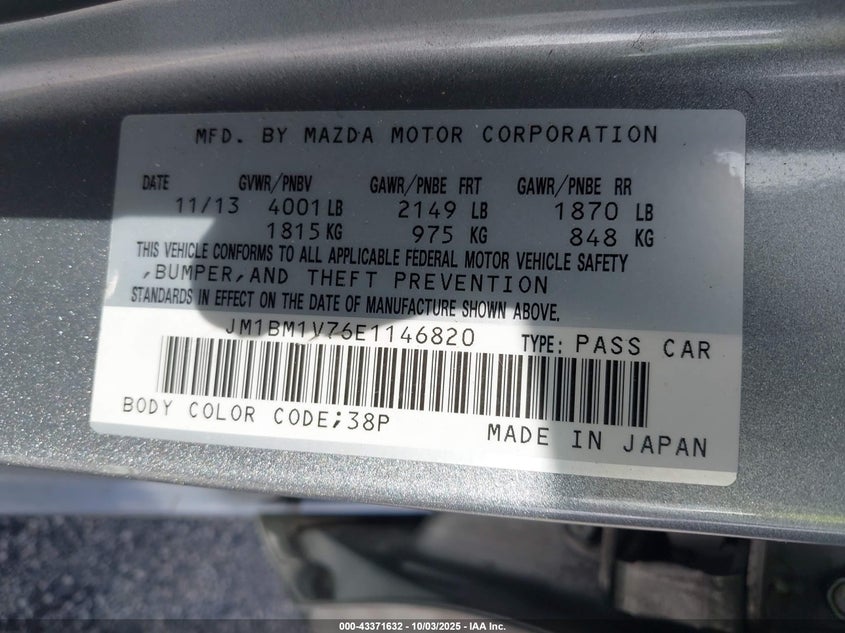 MFD. BY MAZDA MOTOR CORPORATION
DATE GVWR/PNBV GAWR/PNBE FRT GAWR/PNBE RR
11/13 4001 LB 2149 LB 1870 LB
1815 KG 975 KG 848 KG
THIS VEHICLE CONFORMS TO ALL APPLICABLE FEDERAL MOTOR VEHICLE SAFETY
,BUMPER,AND THEFT PREVENTION
STANDARDS IN EFFECT ON THE DATE OF MANUFACTURE SHOWN ABOVE.
JM1BM1V76E1146820 TYPE: PASS CAR
BODY COLOR CODE;38P MADE IN JAPAN
000-43371632 - 10/03/2025 - IAA Inc.